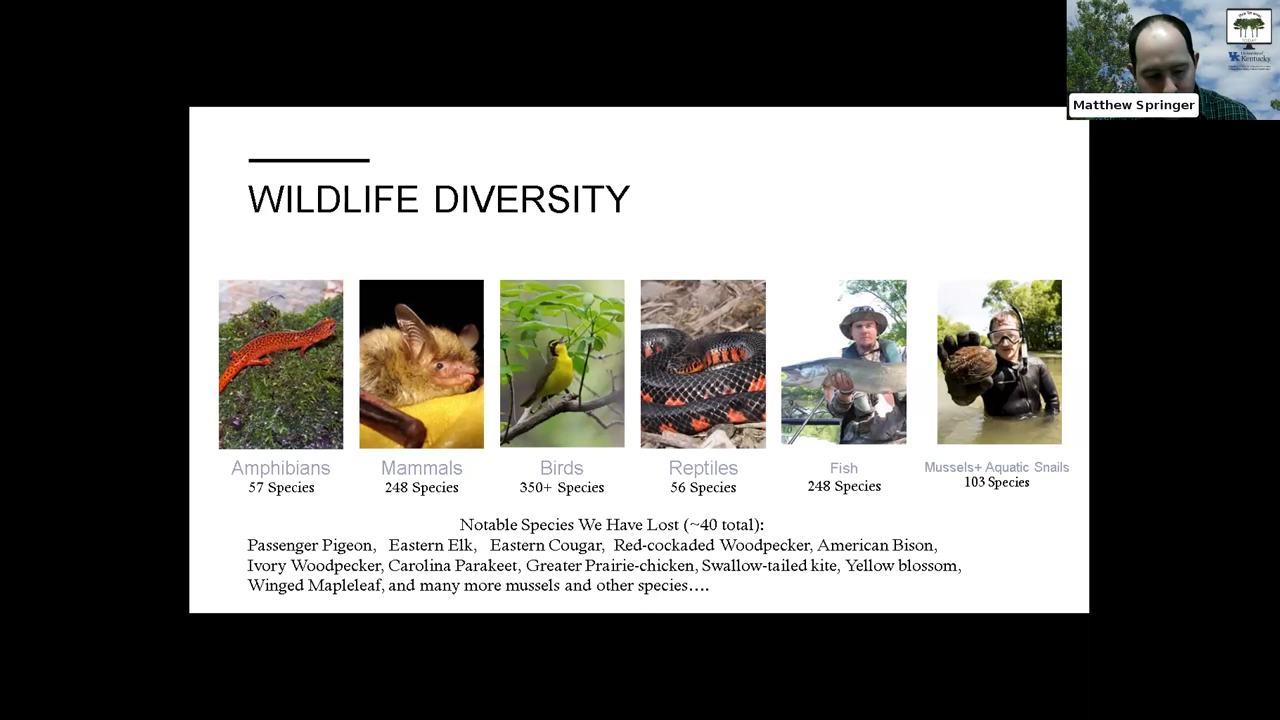 University of
Kentucky
Matthew Springer
WILDLIFE DIVERSITY
Amphibians
57 Species
Mammals
248 Species
Birds
350+ Species
Reptiles
56 Species
Fish
248 Species
Mussels+ Aquatic Snails
103 Species
Notable Species We Have Lost (~40 total):
Passenger Pigeon, Eastern Elk, Eastern Cougar, Red-cockaded Woodpecker, American Bison,
Ivory Woodpecker, Carolina Parakeet, Greater Prairie-chicken, Swallow-tailed kite, Yellow blossom,
Winged Mapleleaf, and many more mussels and other species….